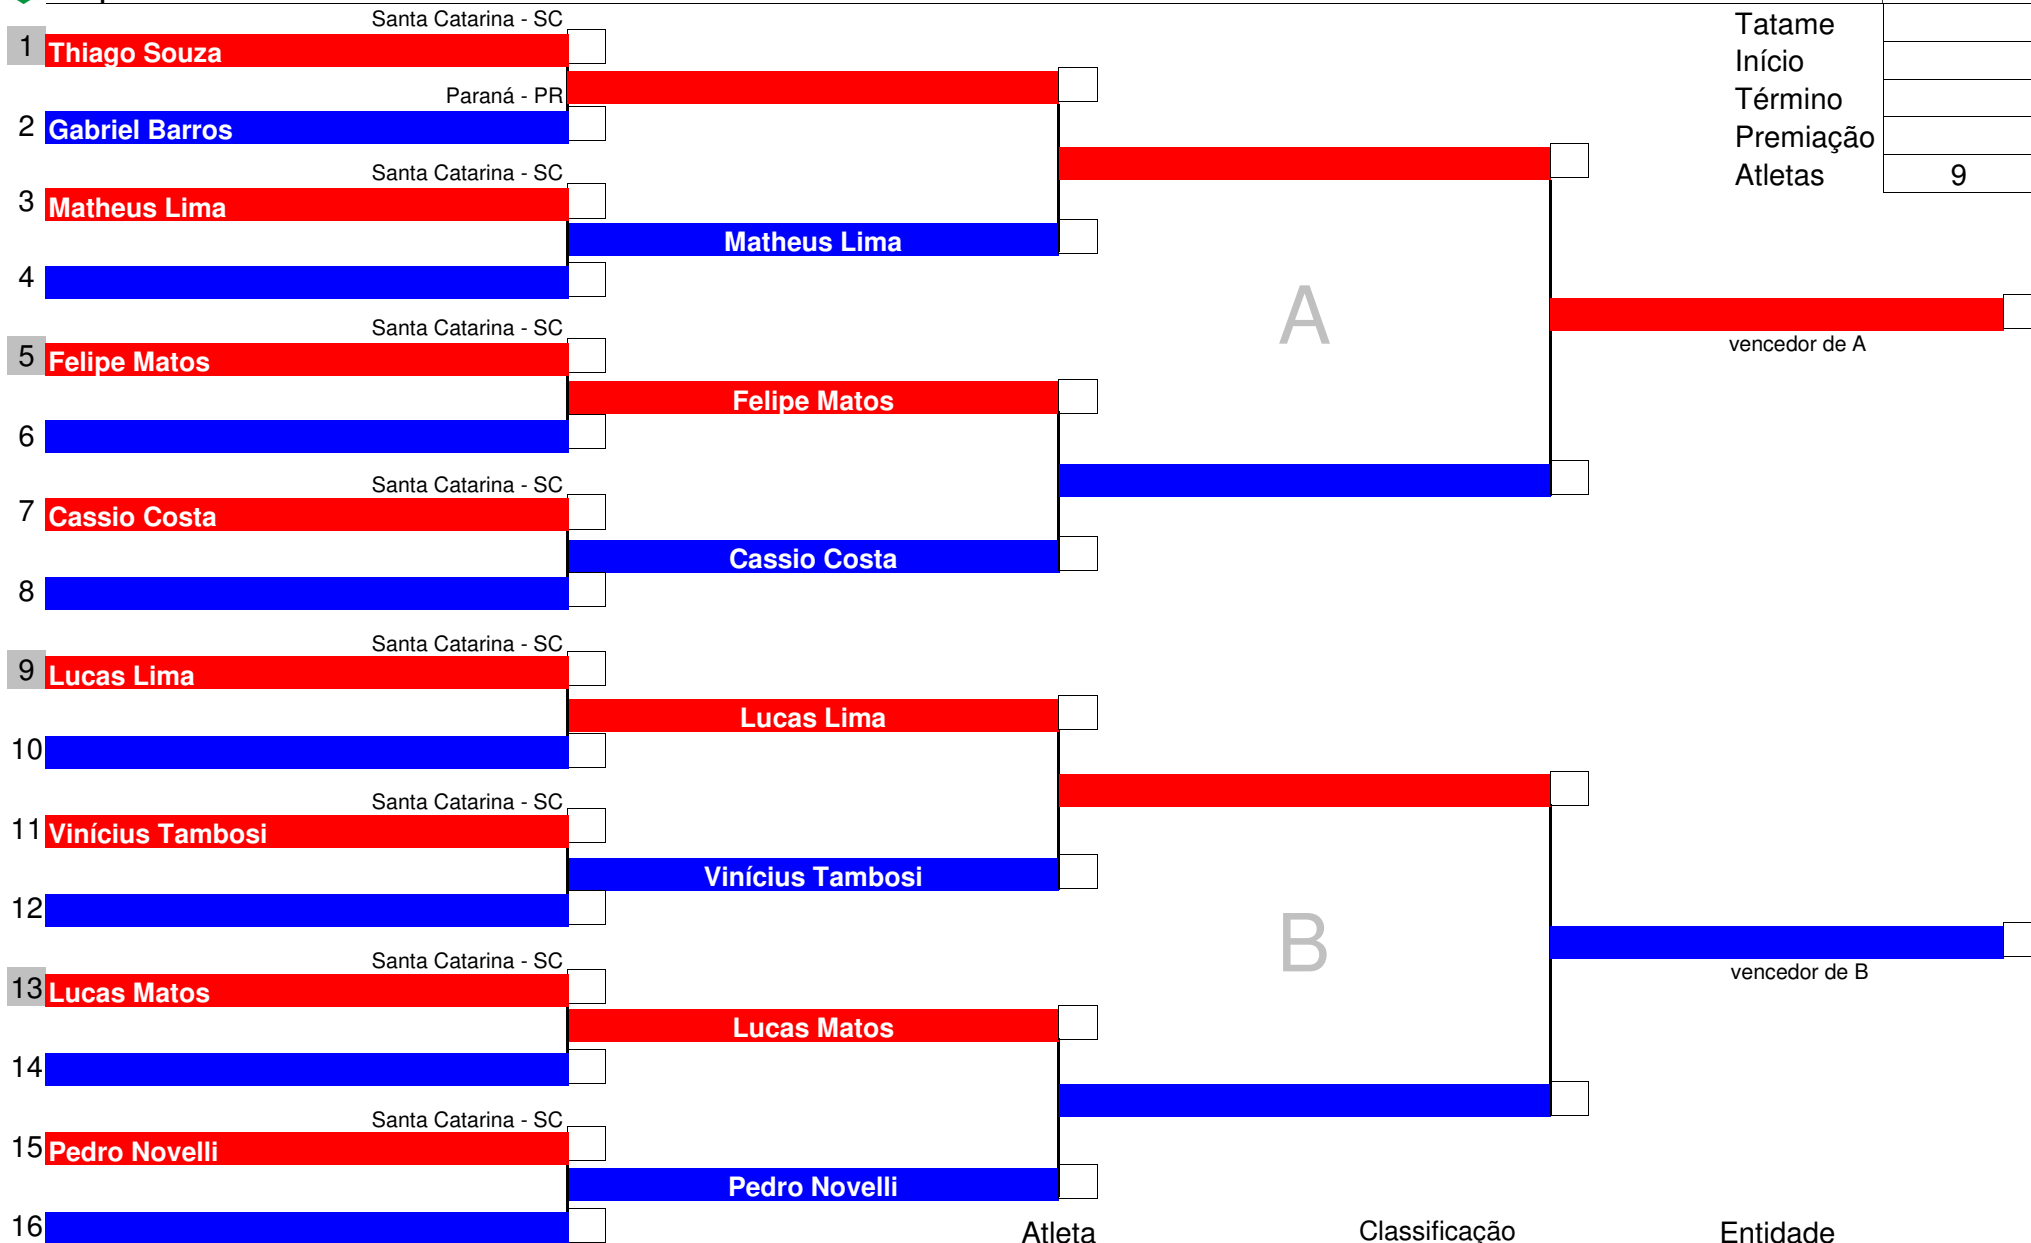 Santa Catarina - SC
1 Thiago Souza
Paraná - PR
2 Gabriel Barros
Santa Catarina - SC
3 Matheus Lima
Matheus Lima
4
Santa Catarina - SC
5 Felipe Matos
Felipe Matos
6
Santa Catarina - SC
7 Cassio Costa
Cassio Costa
8
Santa Catarina - SC
9 Lucas Lima
Lucas Lima
10
Santa Catarina - SC
11 Vinícius Tambosi
Vinícius Tambosi
12
Santa Catarina - SC
13 Lucas Matos
Lucas Matos
14
Santa Catarina - SC
15 Pedro Novelli
Pedro Novelli
16
A
vencedor de A
B
vencedor de B
Tatame
Início
Término
Premiação
Atletas 9
Atleta Classificação Entidade